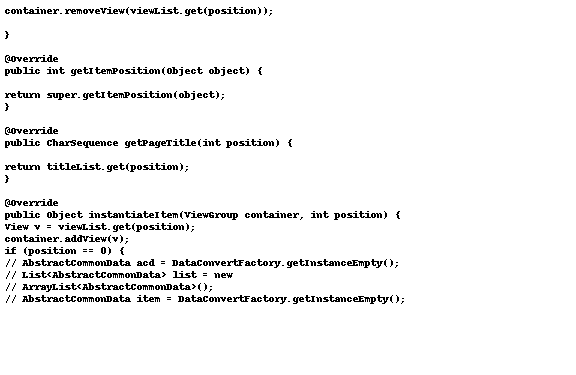 container.removeView(viewList.get(position));
}
@Override
public int getItemPosition(Object object) {
return super.getItemPosition(object);
}
@Override
public CharSequence getPageTitle(int position) {
return titleList.get(position);
}
@Override
public Object instantiateItem(ViewGroup container, int position) {
View v = viewList.get(position);
container.addView(v);
if (position == 0) {
// AbstractCommonData acd = DataConvertFactory.getInstanceEmpty();
// List<AbstractCommonData> list = new
// ArrayList<AbstractCommonData>();
// AbstractCommonData item = DataConvertFactory.getInstanceEmpty();